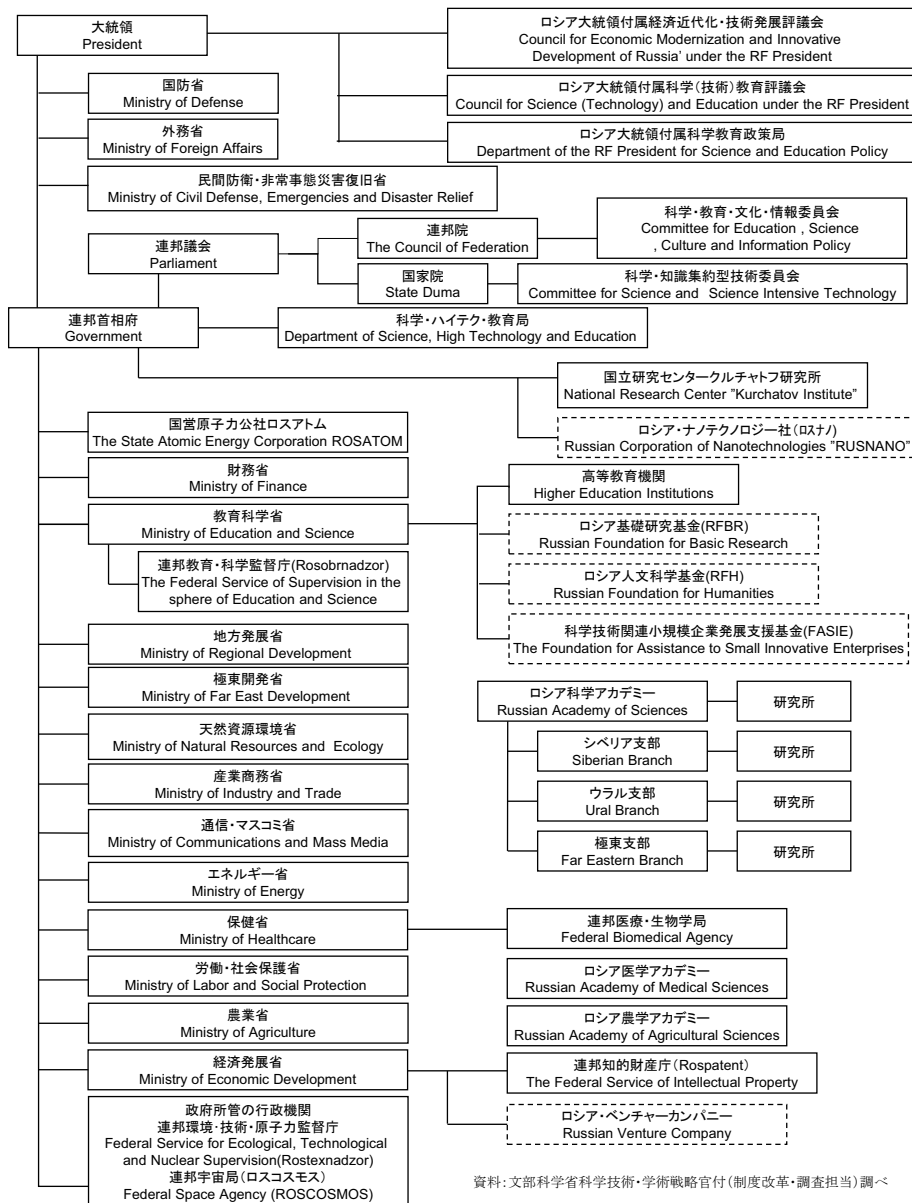 大統領
President
ロシア大統領付属経済近代化・技術発展評議会
Council for Economic Modernization and Innovative
Development of Russia' under the RF President
国防省
Ministry of Defense
ロシア大統領付属科学(技術)教育評議会
Council for Science (Technology) and Education under the RF President
外務省
Ministry of Foreign Affairs
ロシア大統領付属科学教育政策局
Department of the RF President for Science and Education Policy
民間防衛・非常事態災害復旧省
Ministry of Civil Defense, Emergencies and Disaster Relief
連邦議会
Parliament
連邦院
The Council of Federation
科学・教育・文化・情報委員会
Committee for Education , Science
, Culture and Information Policy
国家院
State Duma
科学・知識集約型技術委員会
Committee for Science and Science Intensive Technology
連邦首相府
Government
科学・ハイテク・教育局
Department of Science, High Technology and Education
国立研究センタークルチャトフ研究所
National Research Center "Kurchatov Institute"
国営原子力公社ロスアトム
The State Atomic Energy Corporation ROSATOM
ロシア・ナノテクノロジー社(ロスナノ)
Russian Corporation of Nanotechnologies "RUSNANO"
財務省
Ministry of Finance
高等教育機関
Higher Education Institutions
教育科学省
Ministry of Education and Science
ロシア基礎研究基金(RFBR)
Russian Foundation for Basic Research
連邦教育・科学監督庁(Rosobrnadzor)
The Federal Service of Supervision in the
sphere of Education and Science
ロシア人文科学基金(RFH)
Russian Foundation for Humanities
地方発展省
Ministry of Regional Development
科学技術関連小規模企業発展支援基金(FASIE)
The Foundation for Assistance to Small Innovative Enterprises
極東開発省
Ministry of Far East Development
ロシア科学アカデミー
Russian Academy of Sciences
研究所
天然資源環境省
Ministry of Natural Resources and Ecology
シベリア支部
Siberian Branch
研究所
産業商務省
Ministry of Industry and Trade
ウラル支部
Ural Branch
研究所
通信・マスコミ省
Ministry of Communications and Mass Media
極東支部
Far Eastern Branch
研究所
エネルギー省
Ministry of Energy
保健省
Ministry of Healthcare
連邦医療・生物学局
Federal Biomedical Agency
労働・社会保護省
Ministry of Labor and Social Protection
ロシア医学アカデミー
Russian Academy of Medical Sciences
農業省
Ministry of Agriculture
ロシア農学アカデミー
Russian Academy of Agricultural Sciences
経済発展省
Ministry of Economic Development
連邦知的財産庁(Rospatent)
The Federal Service of Intellectual Property
ロシア・ベンチャーカンパニー
Russian Venture Company
政府所管の行政機関
連邦環境・技術・原子力監督庁
Federal Service for Ecological, Technological
and Nuclear Supervision(Rostexnadzor)
連邦宇宙局(ロスコスモス)
Federal Space Agency (ROSCOSMOS)
資料:文部科学省科学技術・学術戦略官付(制度改革・調査担当)調べ